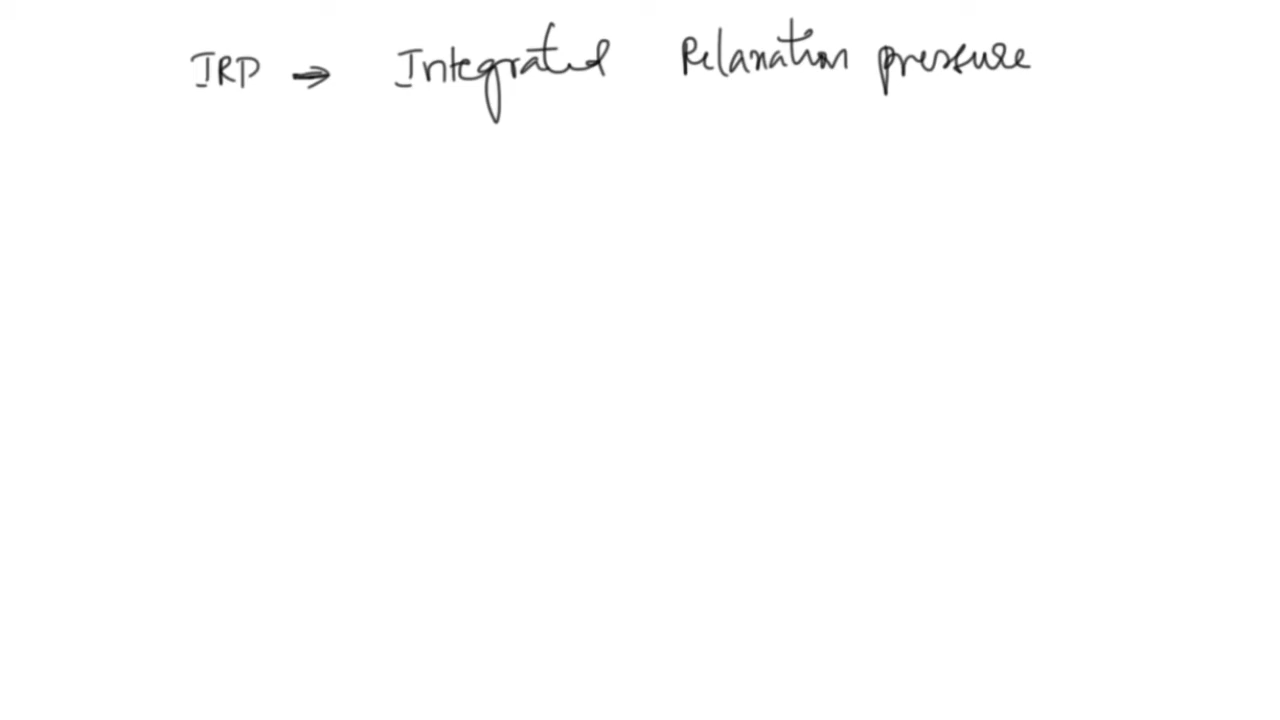 IRP → Integrated Relaxation pressure